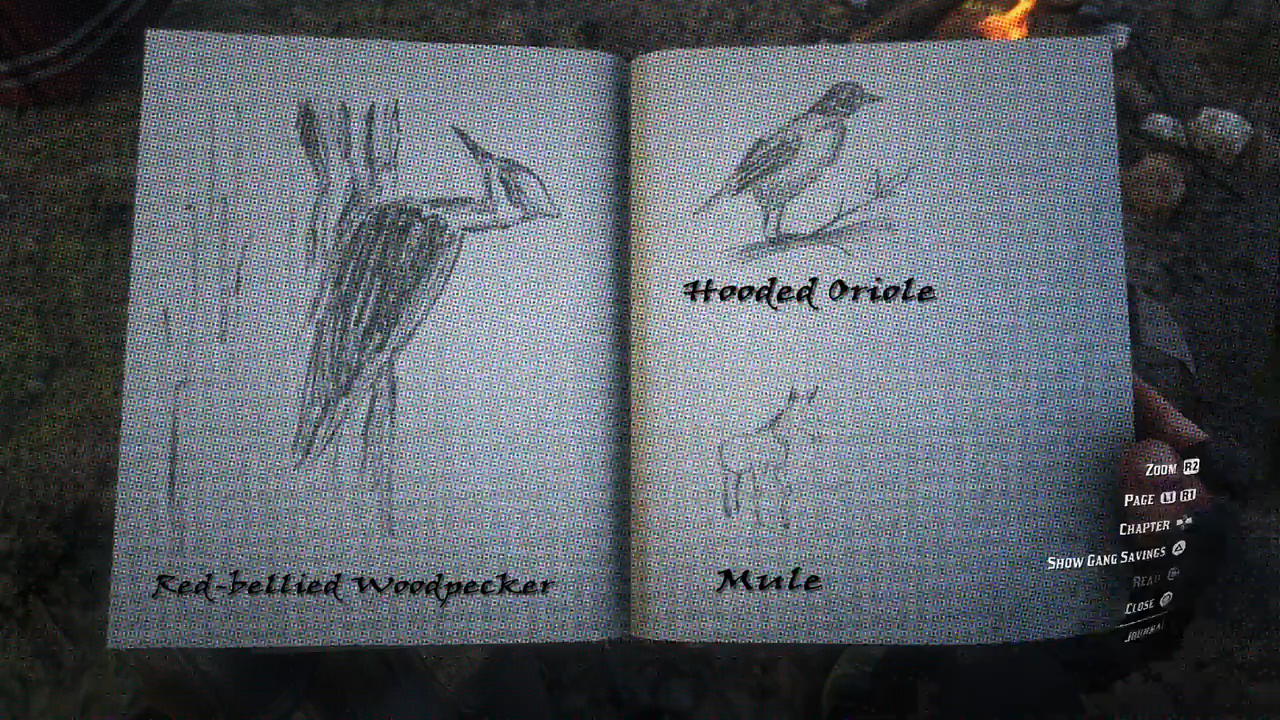 Red-bellied Woodpecker
Hooded Oriole
Mule
ZOOM R2
PAGE L1 R1
CHAPTER
SHOW GANG SAVINGS
READ
CLOSE
JOURNAL